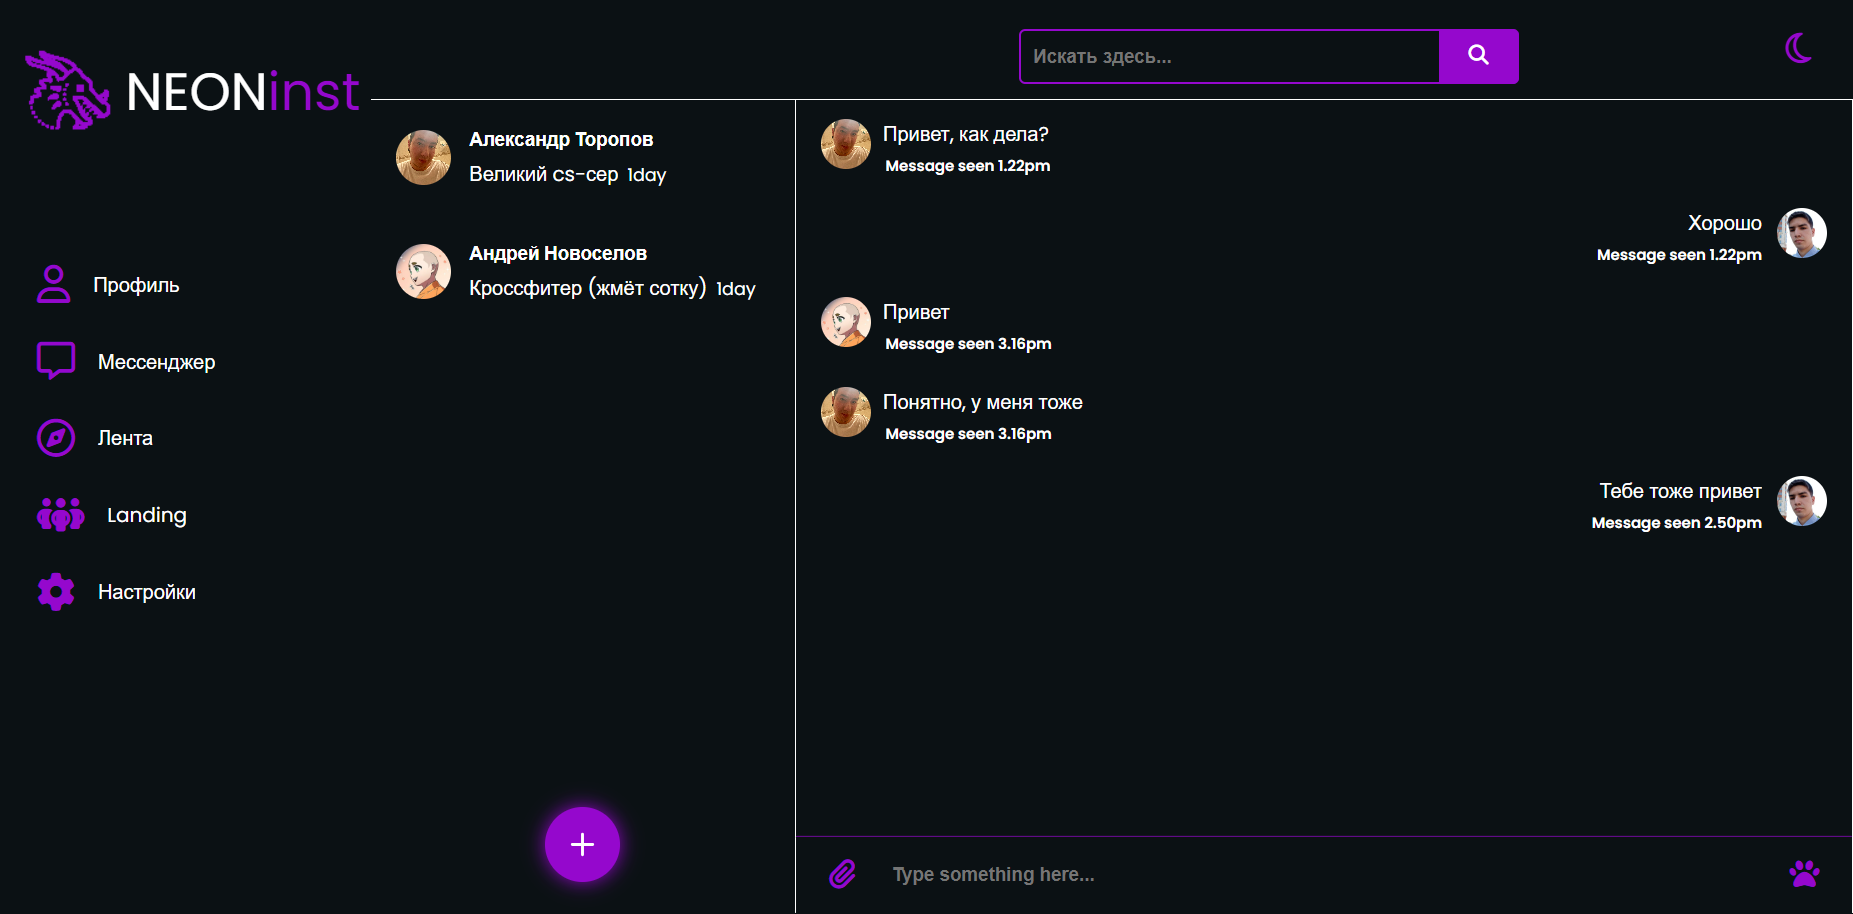 NEONinst
Искать здесь...
Профиль
Мессенджер
Лента
Landing
Настройки
Александр Торопов
Великий cs-сер 1day
Андрей Новоселов
Кроссфитер (жмёт сотку) 1day
Привет, как дела?
Message seen 1.22pm
Хорошо
Message seen 1.22pm
Привет
Message seen 3.16pm
Понятно, у меня тоже
Message seen 3.16pm
Тебе тоже привет
Message seen 2.50pm
Type something here...